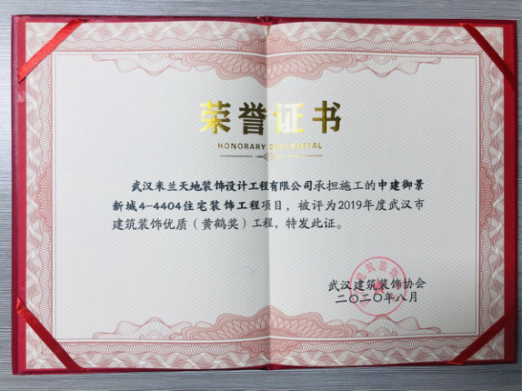 荣誉证书
HONORARY
武汉米兰天地装饰设计工程有限公司承担施工的中建御景
新城4-4404住宅装饰工程项目，被评为2019年度武汉市
建筑装饰优质（黄鹤奖）工程，特发此证。
武汉建筑装饰协会
二〇二〇年八月